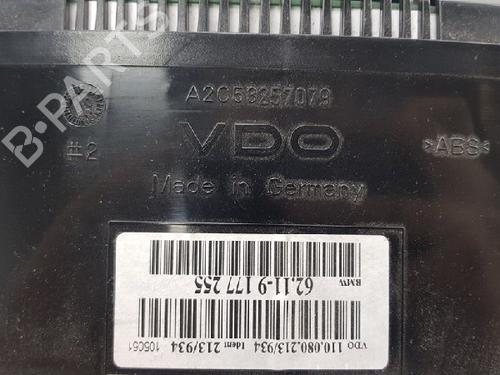 B-PARTS
A2C53257079
VDO
#2
>ABS<
Made in Germany
VDO 110.080.213/934 Ident 213/934 105C61
BMW 62.11-9 177 255